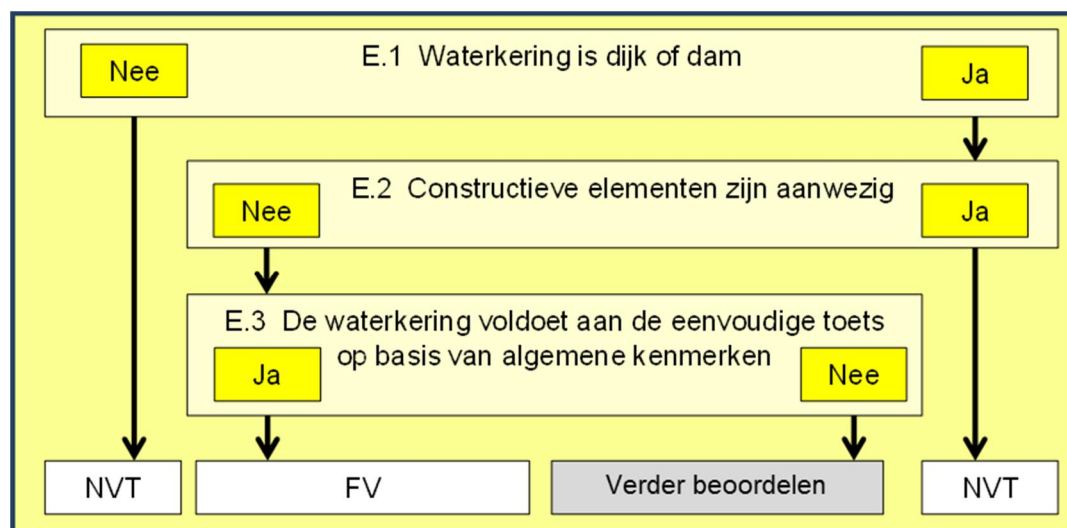 E.1 Waterkering is dijk of dam
Nee
Ja
E.2 Constructieve elementen zijn aanwezig
Nee
Ja
E.3 De waterkering voldoet aan de eenvoudige toets
op basis van algemene kenmerken
Ja
Nee
NVT
FV
Verder beoordelen
NVT